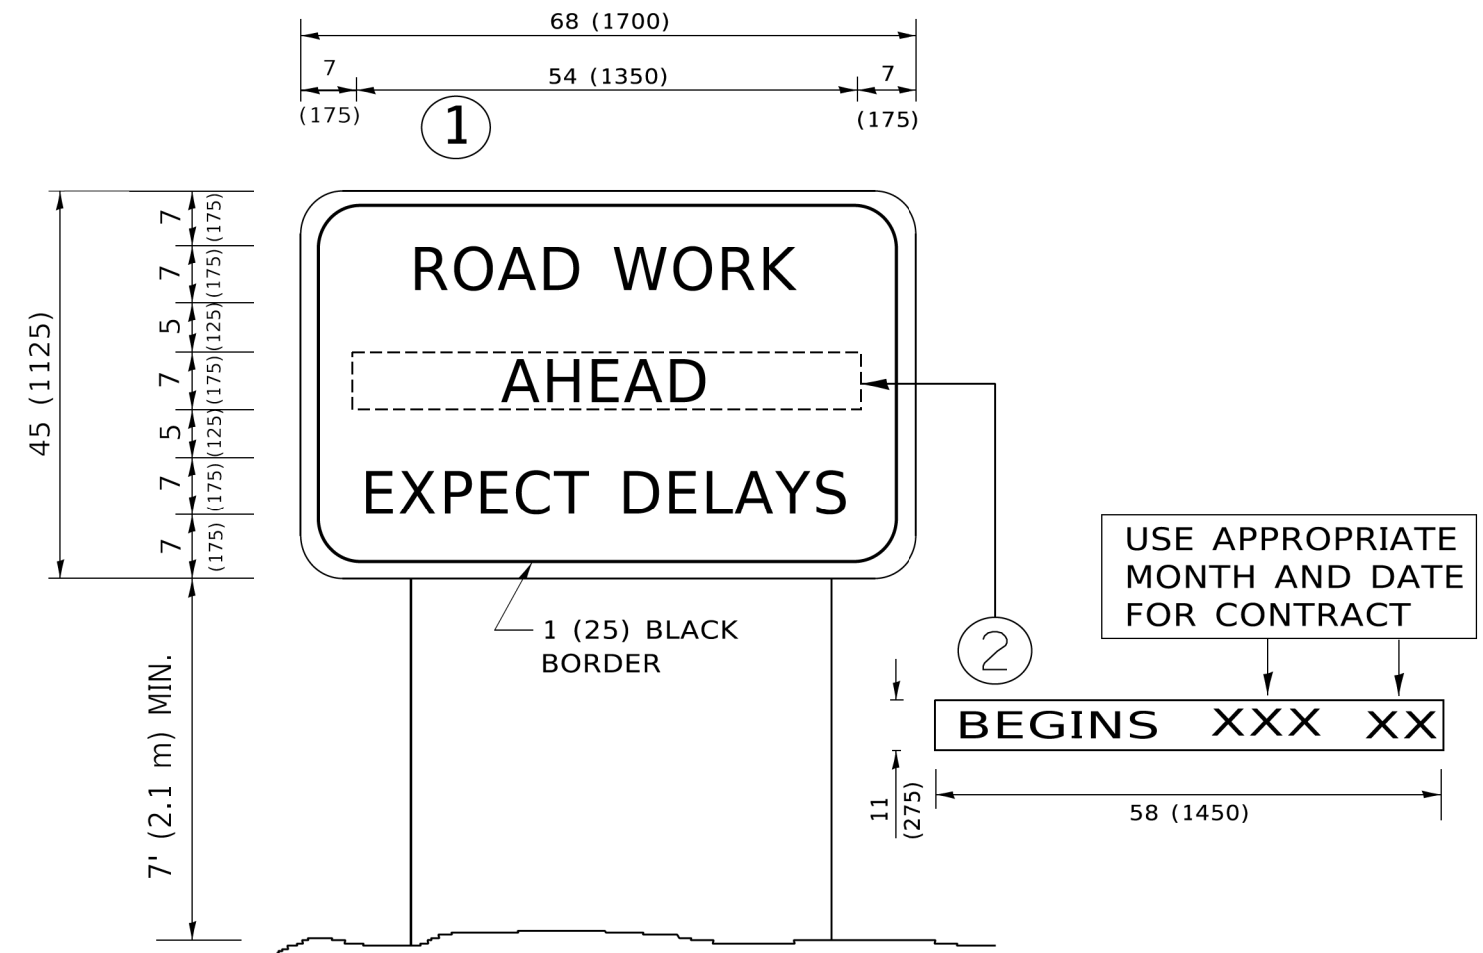 68 (1700)
7
54 (1350)
7
(175)
(175)
1
7
(175)
7
(175)
5
(125)
7
(175)
5
(125)
7
(175)
7
(175)
45 (1125)
ROAD WORK
AHEAD
EXPECT DELAYS
1 (25) BLACK
BORDER
7' (2.1 m) MIN.
USE APPROPRIATE
MONTH AND DATE
FOR CONTRACT
2
BEGINS XXX XX
11
(275)
58 (1450)